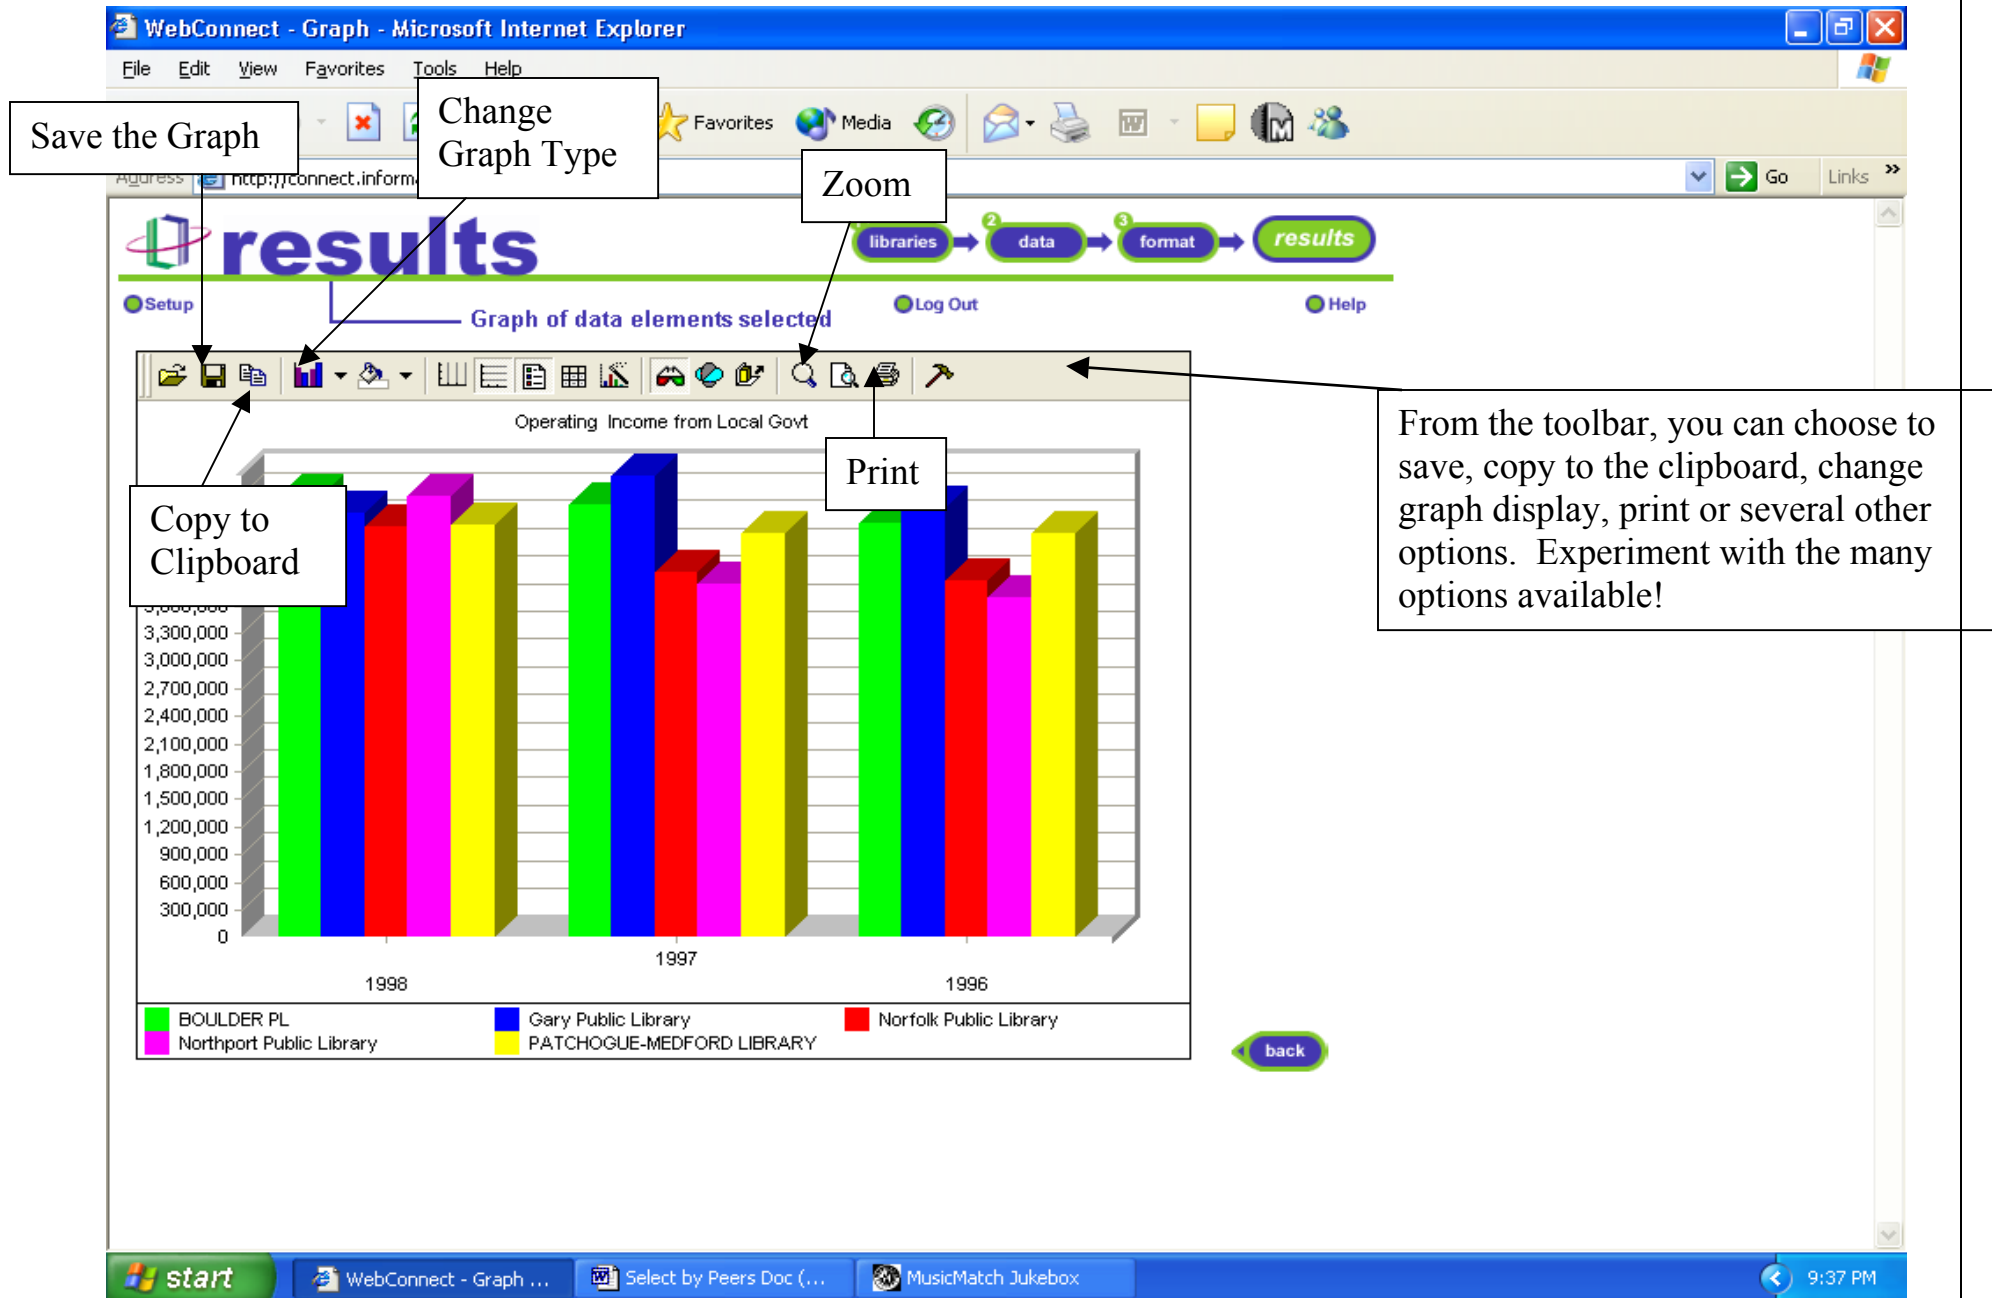 WebConnect - Graph - Microsoft Internet Explorer
File Edit View Favorites Tools Help
Save the Graph
Change
Graph Type
Favorites Media
Zoom
Address http://connect.inform
Go Links »
results
libraries 2 data 3 format results
Setup
Graph of data elements selected
Log Out
Help
Operating Income from Local Govt
Print
Copy to
Clipboard
From the toolbar, you can choose to
save, copy to the clipboard, change
graph display, print or several other
options. Experiment with the many
options available!
3,300,000
3,000,000
2,700,000
2,400,000
2,100,000
1,800,000
1,500,000
1,200,000
900,000
600,000
300,000
0
1997
1998 1996
BOULDER PL Gary Public Library Norfolk Public Library
Northport Public Library PATCHOGUE-MEDFORD LIBRARY
back
start WebConnect - Graph ... Select by Peers Doc (... MusicMatch Jukebox 9:37 PM